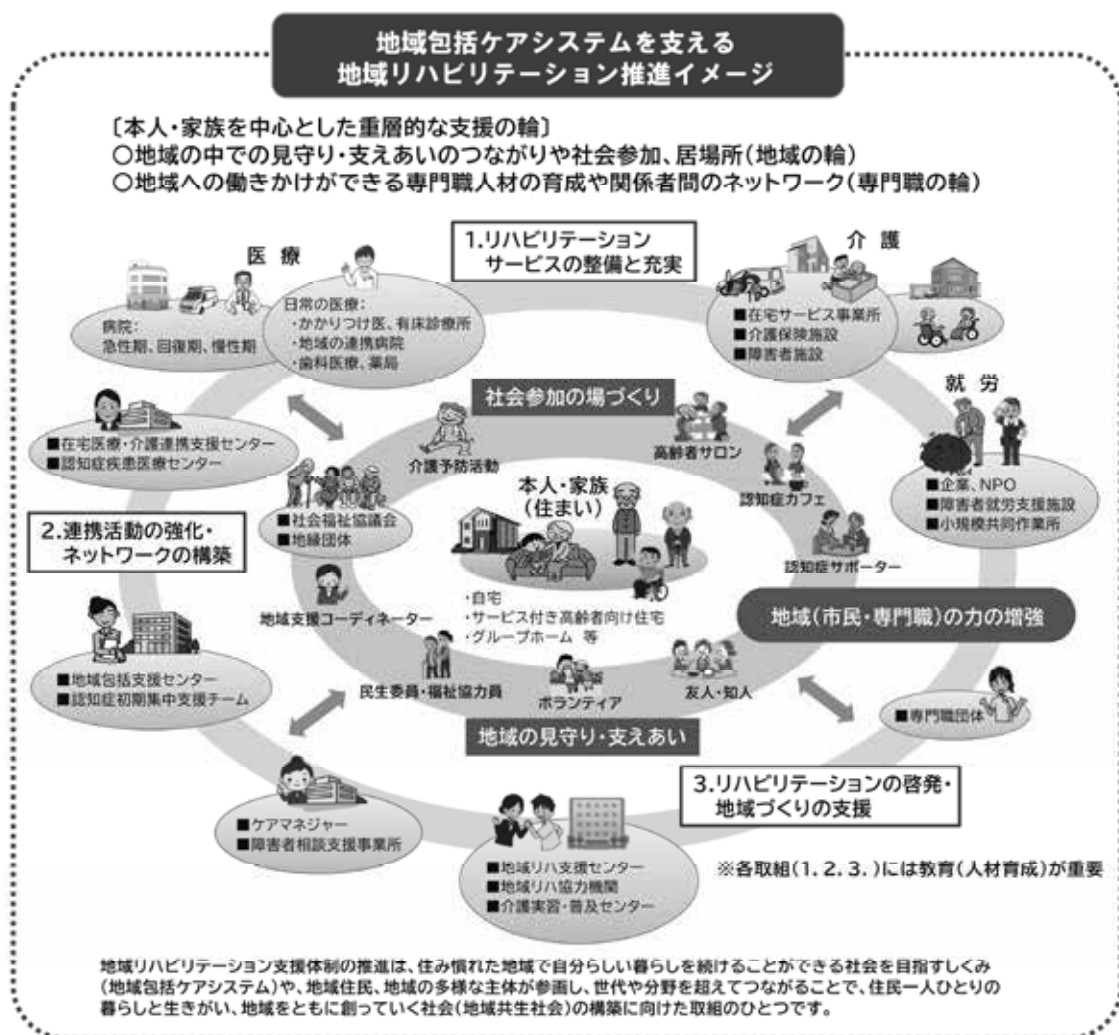 地域包括ケアシステムを支える
地域リハビリテーション推進イメージ
〔本人・家族を中心とした重層的な支援の輪〕
○地域の中での見守り・支えあいのつながりや社会参加、居場所(地域の輪)
○地域への働きかけができる専門職人材の育成や関係者間のネットワーク(専門職の輪)
1.リハビリテーション
サービスの整備と充実
医 療
病院:
急性期、回復期、慢性期
日常の医療:
・かかりつけ医、有床診療所
・地域の連携病院
・歯科医療、薬局
介 護
■在宅サービス事業所
■介護保険施設
■障害者施設
就 労
■企業、NPO
■障害者就労支援施設
■小規模共同作業所
■在宅医療・介護連携支援センター
■認知症疾患医療センター
社会参加の場づくり
介護予防活動
高齢者サロン
認知症カフェ
認知症サポーター
■社会福祉協議会
■地縁団体
本人・家族
(住まい)
・自宅
・サービス付き高齢者向け住宅
・グループホーム 等
2.連携活動の強化・
ネットワークの構築
地域支援コーディネーター
地域(市民・専門職)の力の増強
民生委員・福祉協力員
ボランティア
友人・知人
地域の見守り・支えあい
■地域包括支援センター
■認知症初期集中支援チーム
■専門職団体
3.リハビリテーションの啓発・
地域づくりの支援
■ケアマネジャー
■障害者相談支援事業所
■地域リハ支援センター
■地域リハ協力機関
■介護実習・普及センター
※各取組(1. 2. 3. )には教育(人材育成)が重要
地域リハビリテーション支援体制の推進は、住み慣れた地域で自分らしい暮らしを続けることができる社会を目指すしくみ
(地域包括ケアシステム)や、地域住民、地域の多様な主体が参画し、世代や分野を超えてつながることで、住民一人ひとりの
暮らしと生きがい、地域をともに創っていく社会(地域共生社会)の構築に向けた取組のひとつです。